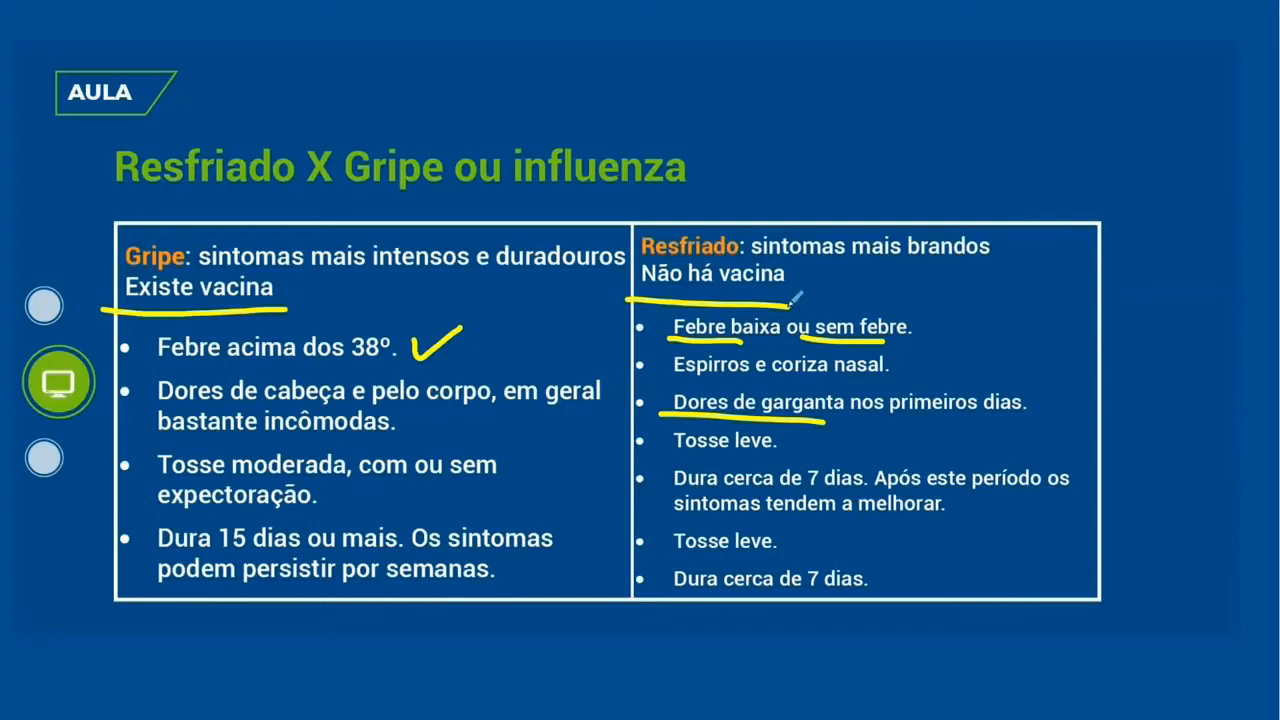 AULA
Resfriado X Gripe ou influenza
Gripe: sintomas mais intensos e duradouros
Existe vacina
• Febre acima dos 38º.
• Dores de cabeça e pelo corpo, em geral
bastante incômodas.
• Tosse moderada, com ou sem
expectoração.
• Dura 15 dias ou mais. Os sintomas
podem persistir por semanas.
Resfriado: sintomas mais brandos
Não há vacina
• Febre baixa ou sem febre.
• Espirros e coriza nasal.
• Dores de garganta nos primeiros dias.
• Tosse leve.
• Dura cerca de 7 dias. Após este período os
sintomas tendem a melhorar.
• Tosse leve.
• Dura cerca de 7 dias.